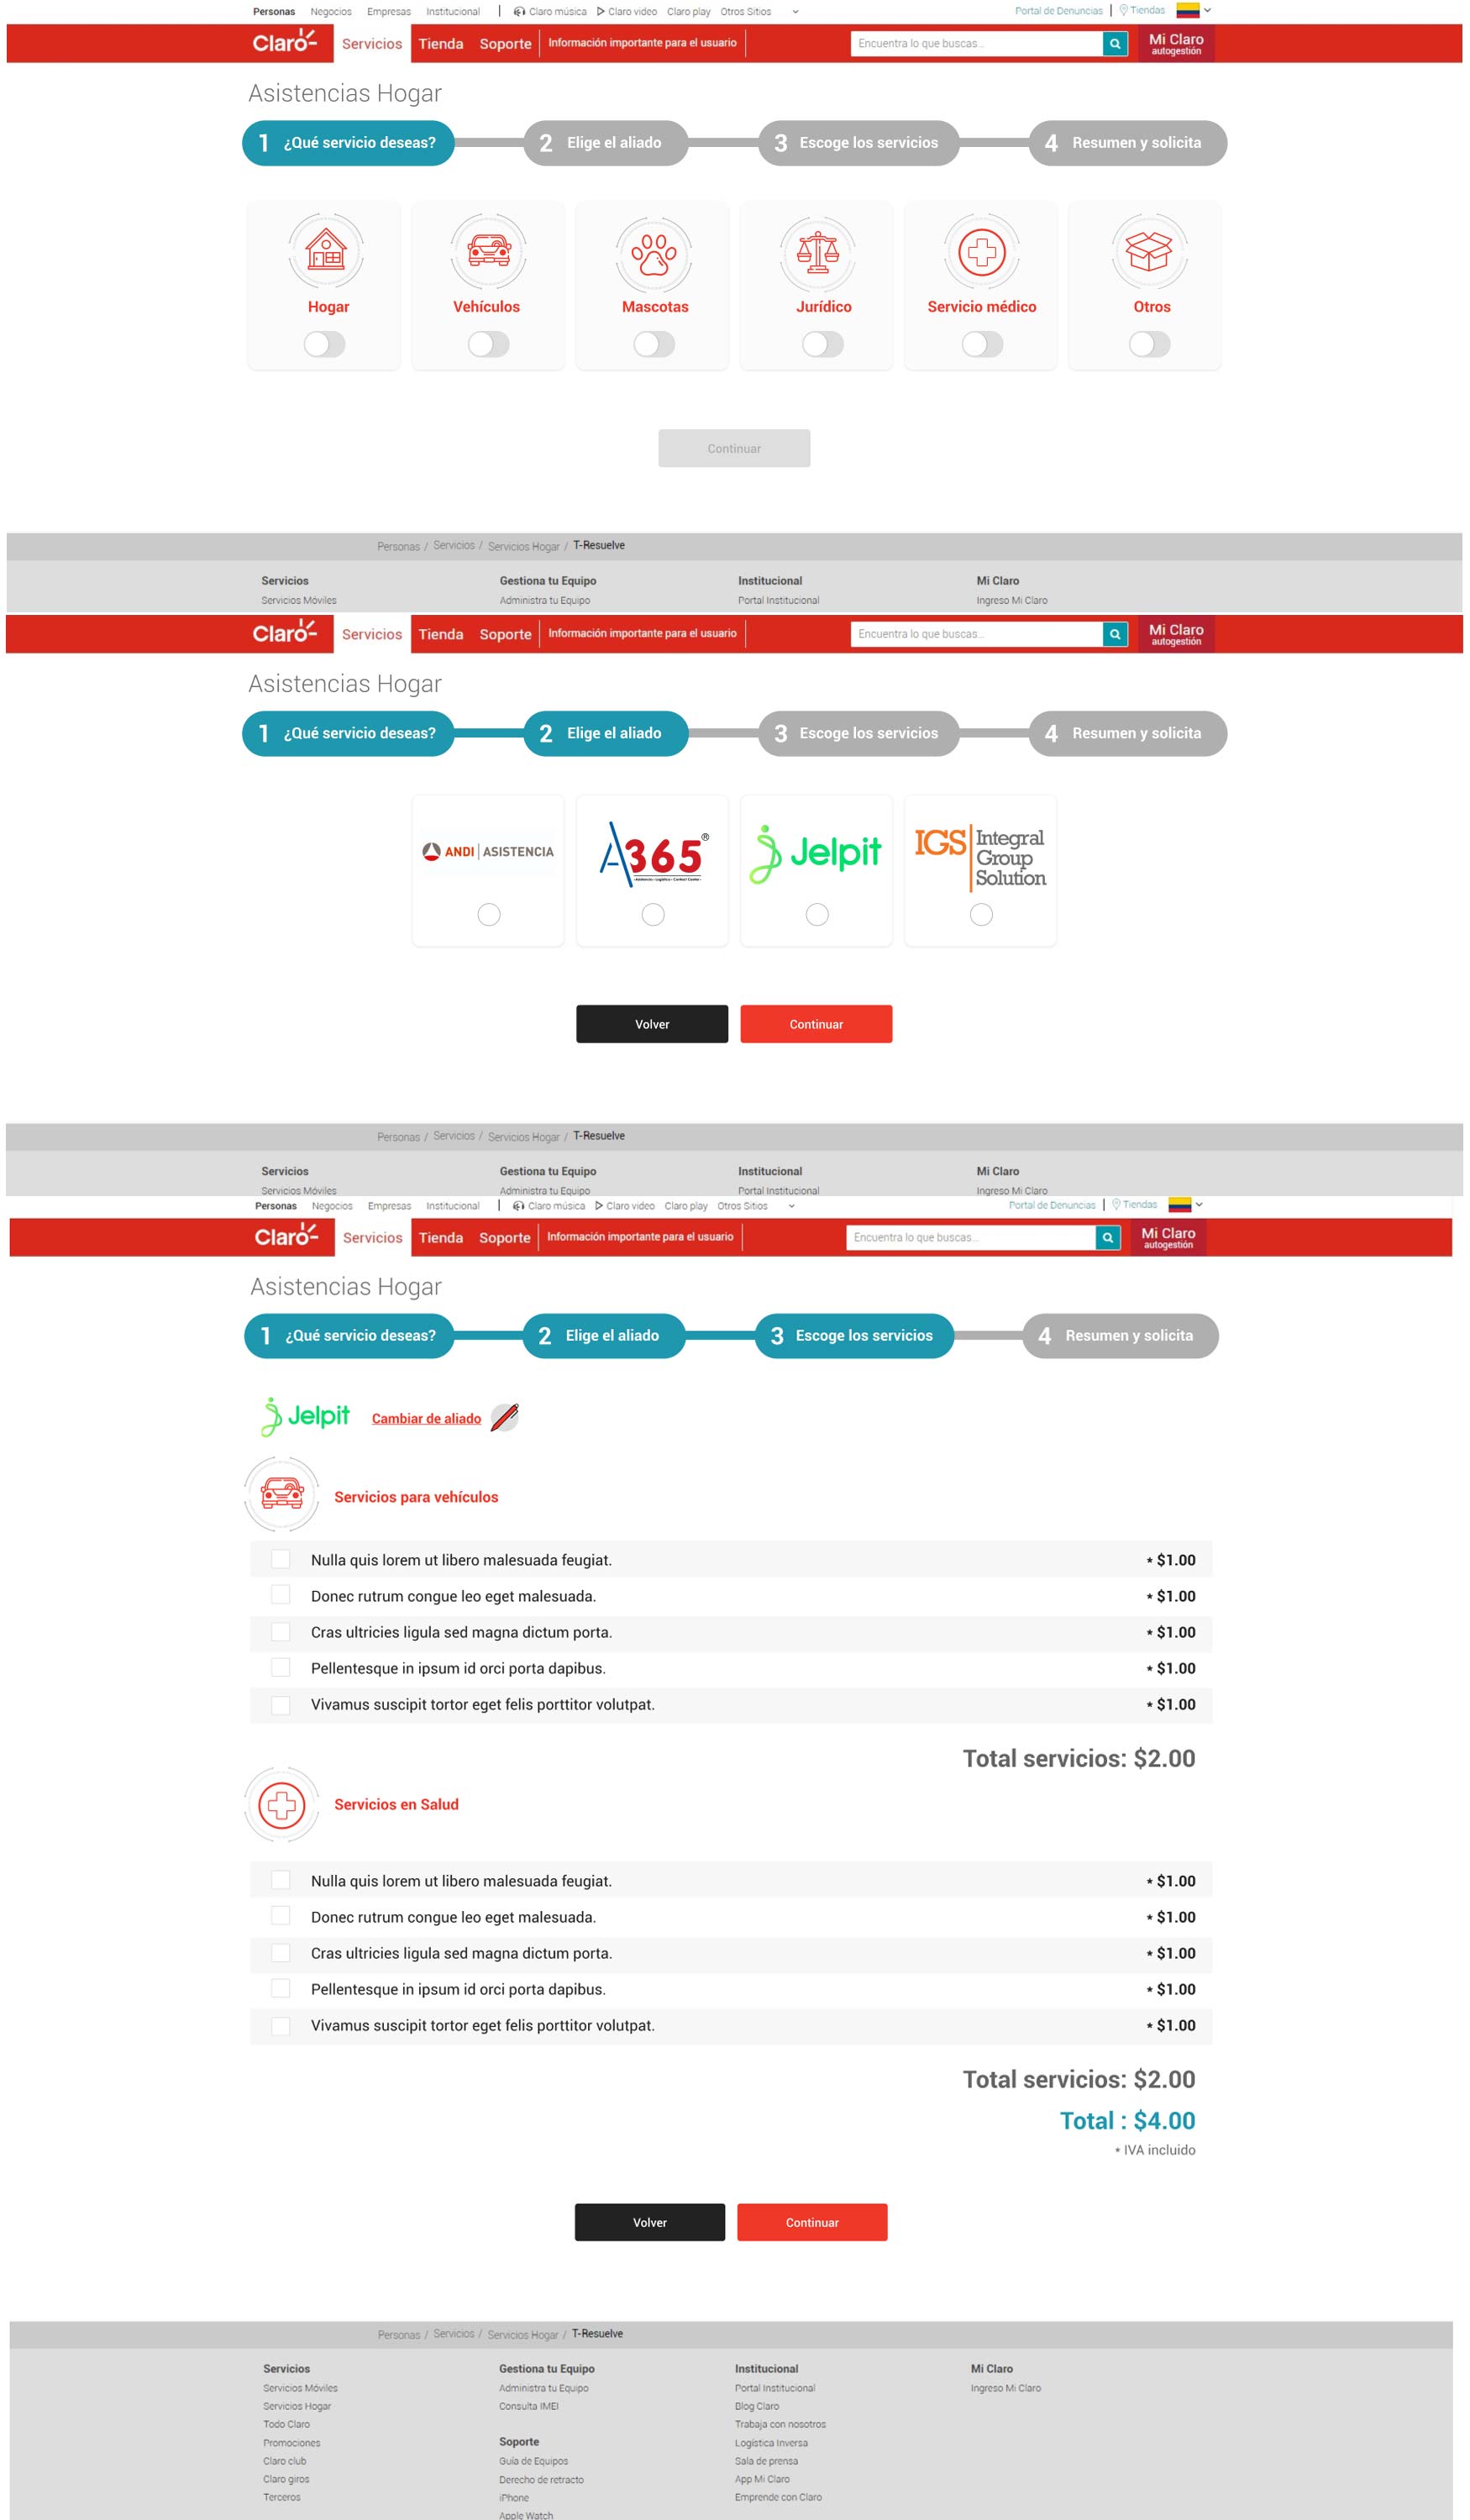 Personas Negocios Empresas Institucional | Claro música Claro video Claro play Otros Sitios Portal de Denuncias | Tiendas
Claro Servicios Tienda Soporte Información importante para el usuario Encuentra lo que buscas... Mi Claro
autogestión
Asistencias Hogar
1 ¿Qué servicio deseas? 2 Elige el aliado 3 Escoge los servicios 4 Resumen y solicita
Hogar Vehículos Mascotas Jurídico Servicio médico Otros
Continuar
Personas / Servicios / Servicios Hogar / T-Resuelve
Servicios Gestiona tu Equipo Institucional Mi Claro
Servicios Móviles Administra tu Equipo Portal Institucional Ingreso Mi Claro
Claro Servicios Tienda Soporte Información importante para el usuario Encuentra lo que buscas... Mi Claro
autogestión
Asistencias Hogar
1 ¿Qué servicio deseas? 2 Elige el aliado 3 Escoge los servicios 4 Resumen y solicita
ANDI | ASISTENCIA A365® Jelpit IGS Integral
Group
Solution
Volver Continuar
Personas / Servicios / Servicios Hogar / T-Resuelve
Servicios Gestiona tu Equipo Institucional Mi Claro
Servicios Móviles Administra tu Equipo Portal Institucional Ingreso Mi Claro
Personas Negocios Empresas Institucional | Claro música Claro video Claro play Otros Sitios Portal de Denuncias | Tiendas
Claro Servicios Tienda Soporte Información importante para el usuario Encuentra lo que buscas... Mi Claro
autogestión
Asistencias Hogar
1 ¿Qué servicio deseas? 2 Elige el aliado 3 Escoge los servicios 4 Resumen y solicita
Jelpit Cambiar de aliado
Servicios para vehículos
Nulla quis lorem ut libero malesuada feugiat. * $1.00
Donec rutrum congue leo eget malesuada. * $1.00
Cras ultricies ligula sed magna dictum porta. * $1.00
Pellentesque in ipsum id orci porta dapibus. * $1.00
Vivamus suscipit tortor eget felis porttitor volutpat. * $1.00
Total servicios: $2.00
Servicios en Salud
Nulla quis lorem ut libero malesuada feugiat. * $1.00
Donec rutrum congue leo eget malesuada. * $1.00
Cras ultricies ligula sed magna dictum porta. * $1.00
Pellentesque in ipsum id orci porta dapibus. * $1.00
Vivamus suscipit tortor eget felis porttitor volutpat. * $1.00
Total servicios: $2.00
Total : $4.00
* IVA incluido
Volver Continuar
Personas / Servicios / Servicios Hogar / T-Resuelve
Servicios Gestiona tu Equipo Institucional Mi Claro
Servicios Móviles Administra tu Equipo Portal Institucional Ingreso Mi Claro
Servicios Hogar Consulta IMEI Blog Claro
Todo Claro Trabaja con nosotros
Promociones Soporte Logística Inversa
Claro club Guía de Equipos Sala de prensa
Claro giros Derecho de retracto App Mi Claro
Terceros iPhone Emprende con Claro
Apple Watch